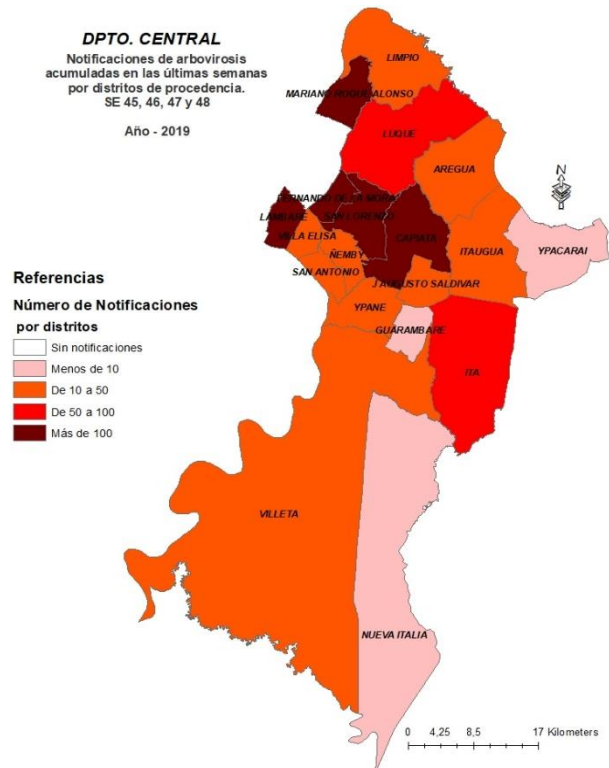 DPTO. CENTRAL
Notificaciones de arbovirosis
acumuladas en las últimas semanas
por distritos de procedencia.
SE 45, 46, 47 y 48
Año - 2019
LIMPIO
MARIANO ROQUE ALONSO
LUQUE
AREGUA
N
FERNANDO DE LA MORA
LAMBARE
SAN LORENZO
VILLA ELISA
CAPIATA
ITAUGUA
YPACARAI
ÑEMBY
SAN ANTONIO
J AUGUSTO SALDIVAR
YPANE
GUARAMBARE
ITA
Referencias
Número de Notificaciones
por distritos
Sin notificaciones
Menos de 10
De 10 a 50
De 50 a 100
Más de 100
VILLETA
NUEVA ITALIA
0 4,25 8,5 17 Kilometers